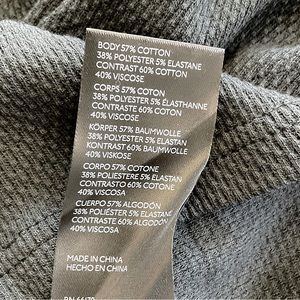 BODY 57% COTTON
38% POLYESTER 5% ELASTANE
CONTRAST 60% COTTON
40% VISCOSE
CORPS 57% COTON
38% POLYESTER 5% ÉLASTHANNE
CONTRAST 60% COTON
40% VISCOSE
KÖRPER 57% BAUMWOLLE
38% POLYESTER 5% ELASTAN
KONTRAST 60% BAUMWOLLE
40% VISKOSE
CORPO 57% COTONE
38% POLIESTERE 5% ELASTAN
CONTRASTO 60% COTONE
40% VISCOSA
CUERPO 57% ALGODÓN
38% POLIÉSTER 5% ELASTANO
CONTRASTE 60% ALGODÓN
40% VISCOSA
MADE IN CHINA
HECHO EN CHINA